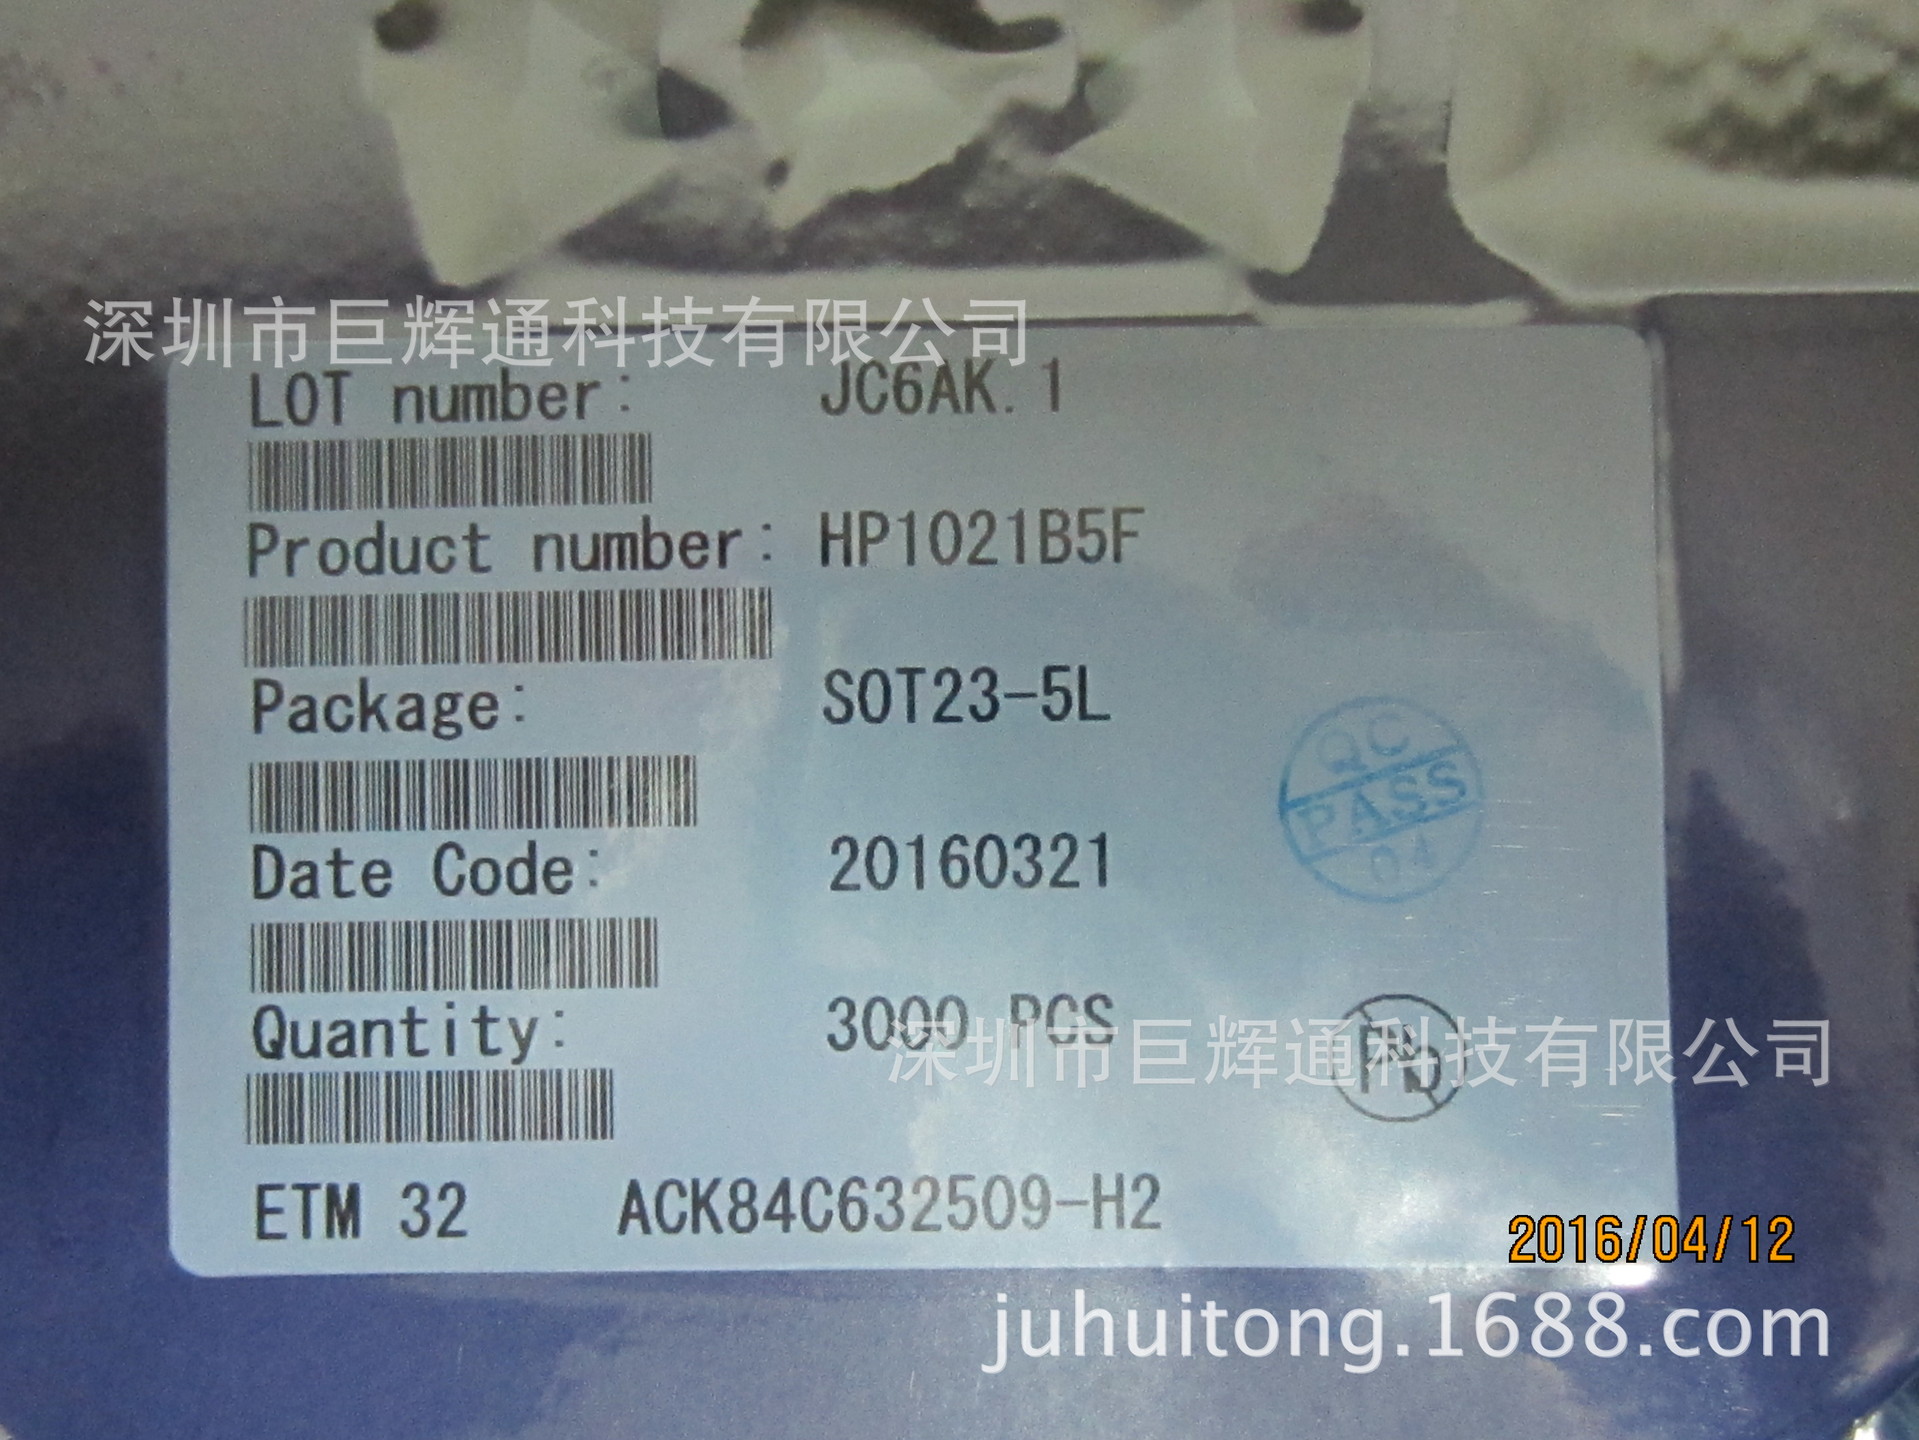 深圳市巨辉通科技有限公司
LOT number: JC6AK.1
Product number: HP1021B5F
Package: SOT23-5L
QC
PASS
04
Date Code: 20160321
Quantity: 3000 PCS
Pb
深圳市巨辉通科技有限公司
ETM 32 ACK84C632509-H2
2016/04/12
juhuitong.1688.com